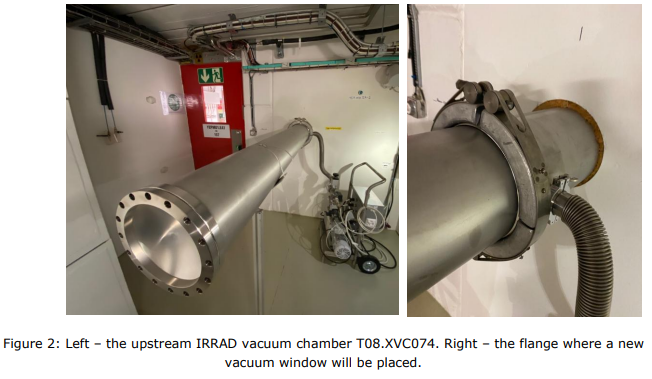 Figure 2: Left – the upstream IRRAD vacuum chamber T08.XVC074. Right – the flange where a new
vacuum window will be placed.